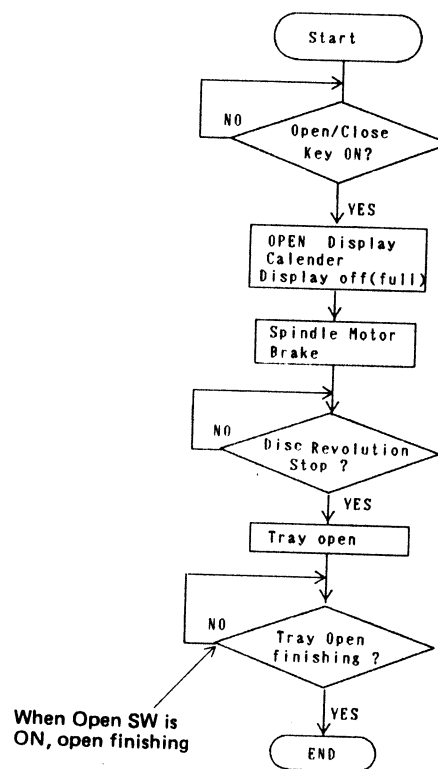 Start
NO
Open/Close
Key ON?
YES
OPEN Display
Calender
Display off(full)
Spindle Motor
Brake
NO
Disc Revolution
Stop ?
YES
Tray open
NO
Tray Open
finishing ?
When Open SW is
ON, open finishing
YES
END